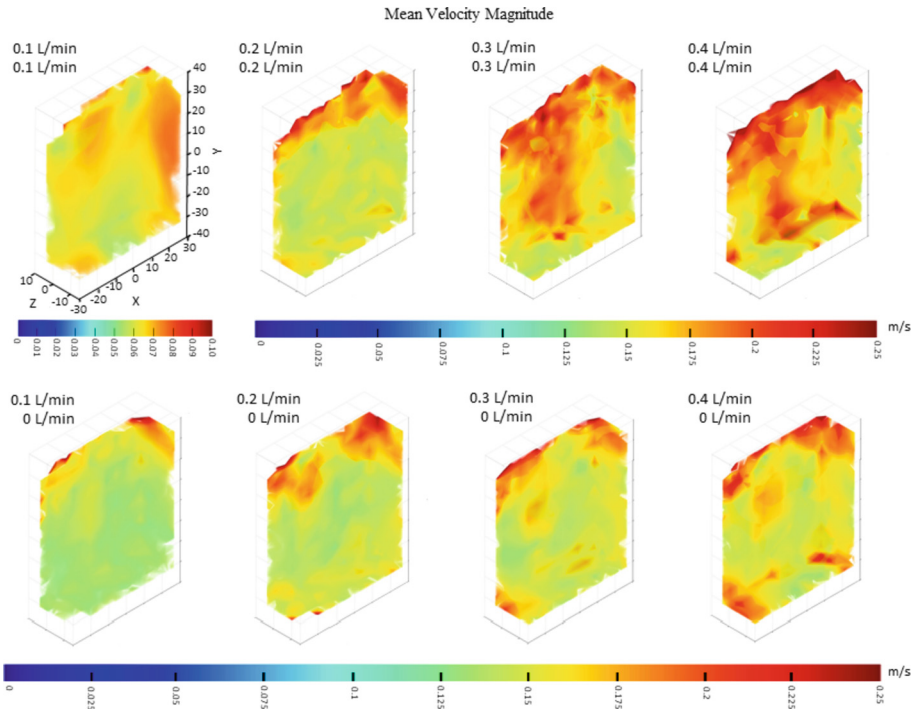 Mean Velocity Magnitude
0.1 L/min
0.1 L/min
0.2 L/min
0.2 L/min
0.3 L/min
0.3 L/min
0.4 L/min
0.4 L/min
40
30
20
10
0
-10
-20
-30
-40
Y
10
0
-10
Z
-30
-20
-10
0
10
20
30
X
0 0.01 0.02 0.03 0.04 0.05 0.06 0.07 0.08 0.09 0.10
0 0.025 0.05 0.075 0.1 0.125 0.15 0.175 0.2 0.225 0.25 m/s
0.1 L/min
0 L/min
0.2 L/min
0 L/min
0.3 L/min
0 L/min
0.4 L/min
0 L/min
0 0.025 0.05 0.075 0.1 0.125 0.15 0.175 0.2 0.225 0.25 m/s